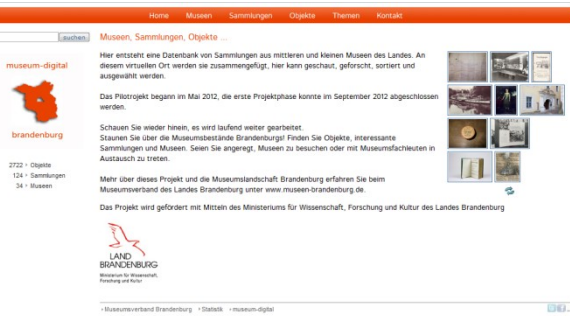 Home Museen Sammlungen Objekte Themen Kontakt
suchen
museum-digital
brandenburg
2722 › Objekte
124 › Sammlungen
34 › Museen
Museen, Sammlungen, Objekte ...
Hier entsteht eine Datenbank von Sammlungen aus mittleren und kleinen Museen des Landes. An
diesem virtuellen Ort werden sie zusammengefügt, hier kann geschaut, geforscht, sortiert und
ausgewählt werden.
Das Pilotrojekt begann im Mai 2012, die erste Projektphase konnte im September 2012 abgeschlossen
werden.
Schauen Sie wieder hinein, es wird laufend weiter gearbeitet.
Staunen Sie über die Museumsbestände Brandenburgs! Finden Sie Objekte, interessante
Sammlungen und Museen. Seien Sie angeregt, Museen zu besuchen oder mit Museumsfachleuten in
Austausch zu treten.
Mehr über dieses Projekt und die Museumslandschaft Brandenburg erfahren Sie beim
Museumsverband des Landes Brandenburg unter www.museen-brandenburg.de.
Das Projekt wird gefördert mit Mitteln des Ministeriums für Wissenschaft, Forschung und Kultur des Landes Brandenburg
LAND
BRANDENBURG
Ministerium für Wissenschaft,
Forschung und Kultur
› Museumsverband Brandenburg › Statistik › museum-digital